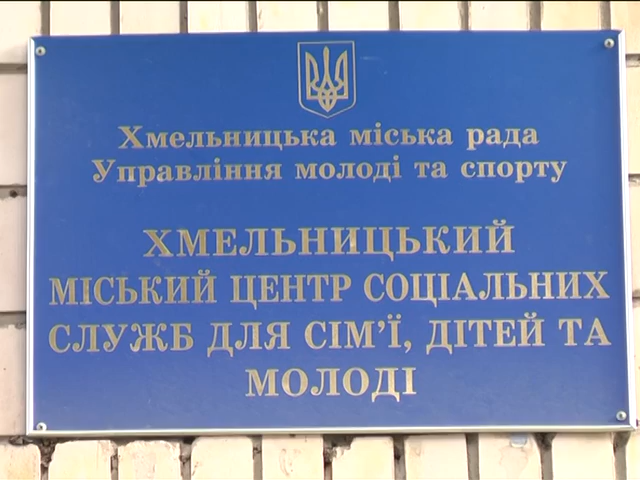 Хмельницька міська рада
Управління молоді та спорту
ХМЕЛЬНИЦЬКИЙ
МІСЬКИЙ ЦЕНТР СОЦІАЛЬНИХ
СЛУЖБ ДЛЯ СІМ'Ї, ДІТЕЙ ТА
МОЛОДІ